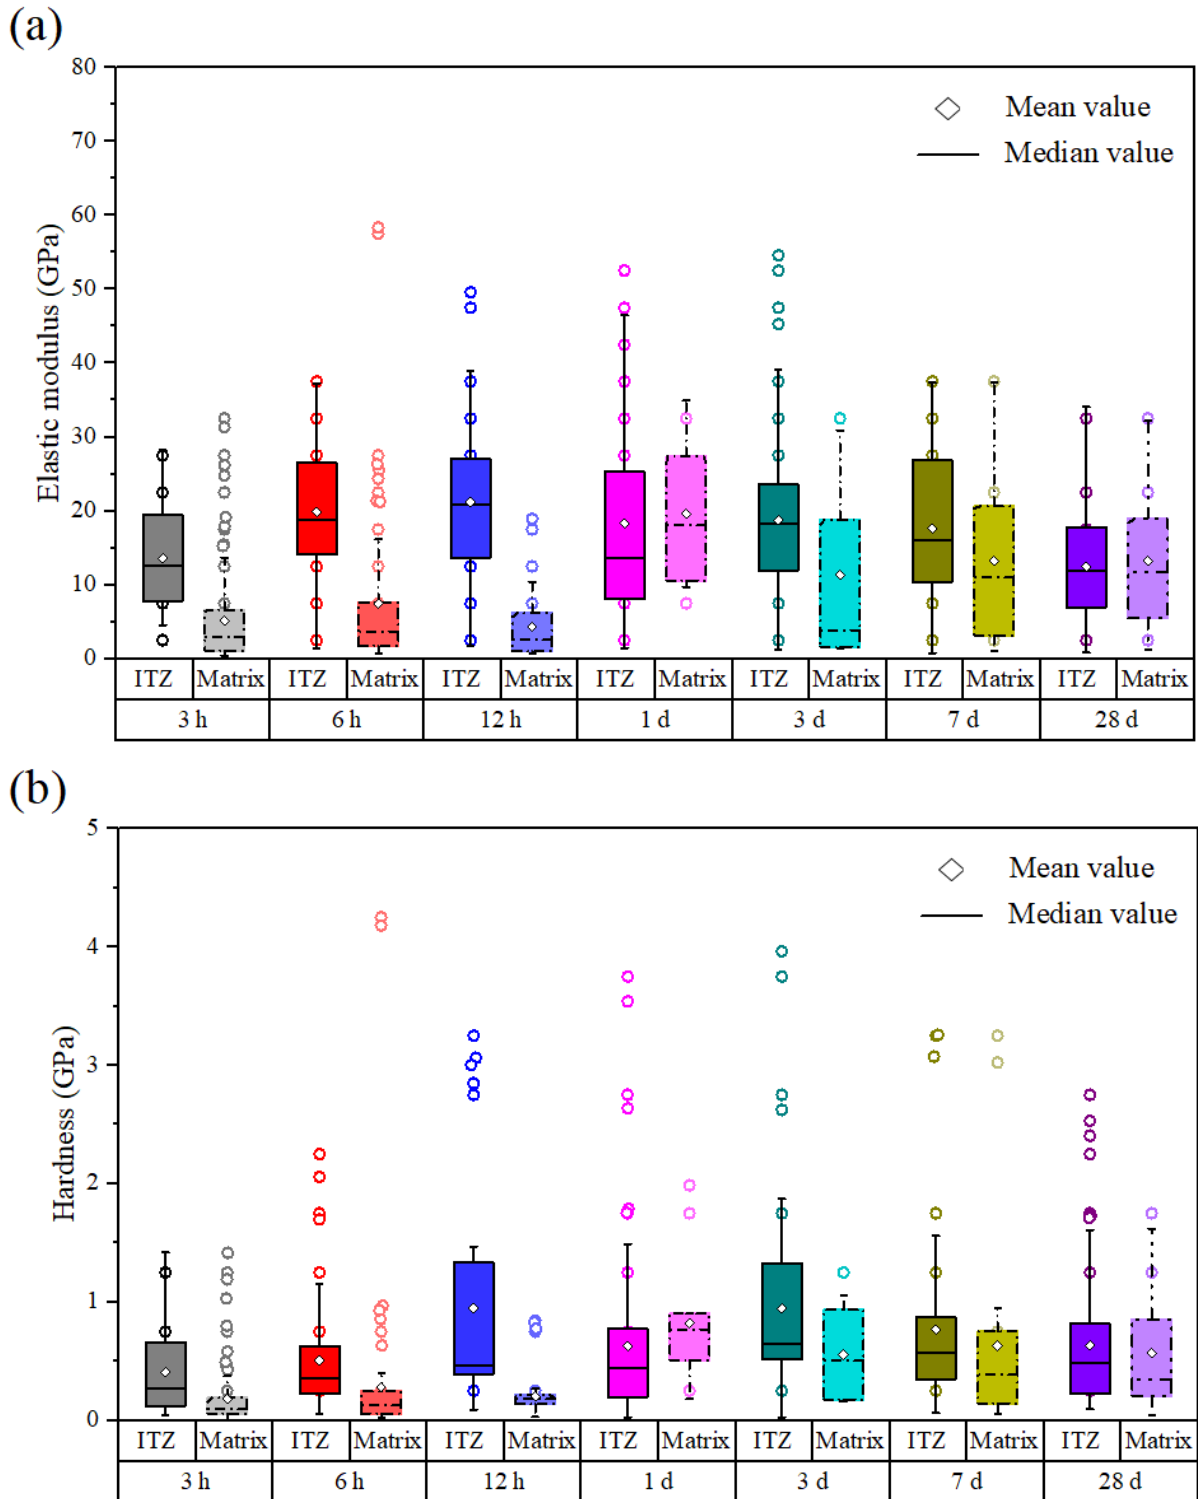 (a)
80
70
60
50
40
30
20
10
0
Elastic modulus (GPa)
Mean value
Median value
ITZ Matrix ITZ Matrix ITZ Matrix ITZ Matrix ITZ Matrix ITZ Matrix ITZ Matrix
3 h 6 h 12 h 1 d 3 d 7 d 28 d
(b)
5
4
3
2
1
0
Hardness (GPa)
Mean value
Median value
ITZ Matrix ITZ Matrix ITZ Matrix ITZ Matrix ITZ Matrix ITZ Matrix ITZ Matrix
3 h 6 h 12 h 1 d 3 d 7 d 28 d